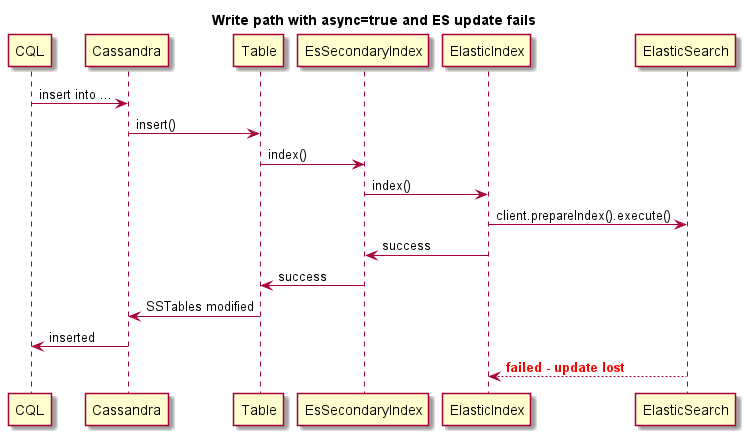 Write path with async=true and ES update fails
CQL Cassandra Table EsSecondaryIndex ElasticIndex ElasticSearch
insert into ...
insert()
index()
index()
client.prepareIndex().execute()
success
success
SSTables modified
inserted
failed - update lost
CQL Cassandra Table EsSecondaryIndex ElasticIndex ElasticSearch